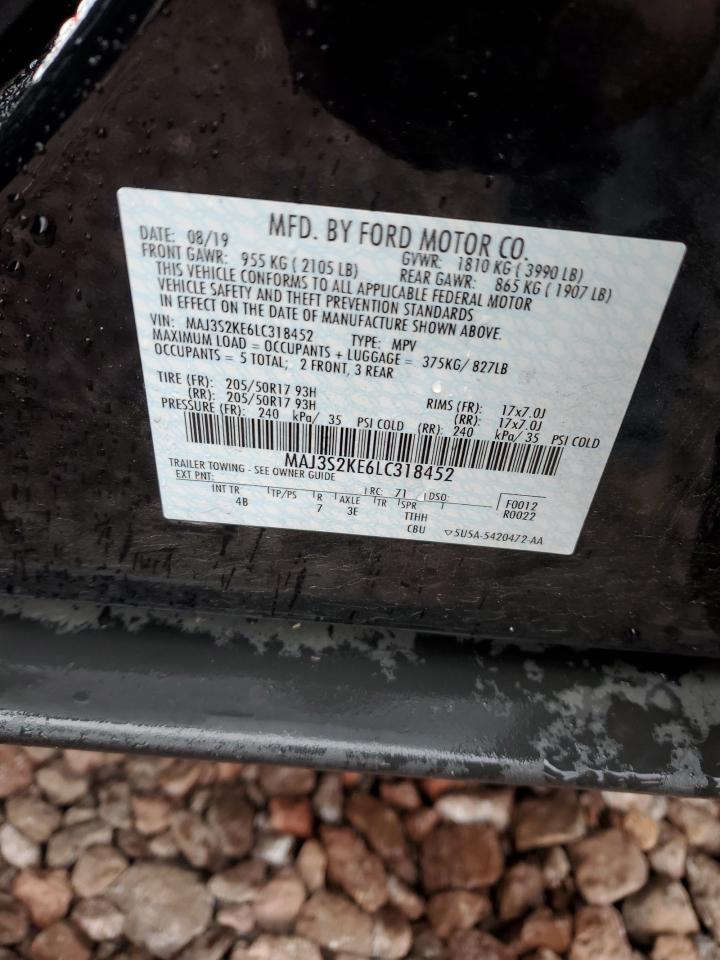 MFD. BY FORD MOTOR CO.
DATE: 08/19 GVWR: 1810 KG ( 3990 LB)
FRONT GAWR: 955 KG ( 2105 LB) REAR GAWR: 865 KG ( 1907 LB)
THIS VEHICLE CONFORMS TO ALL APPLICABLE FEDERAL MOTOR
VEHICLE SAFETY AND THEFT PREVENTION STANDARDS
IN EFFECT ON THE DATE OF MANUFACTURE SHOWN ABOVE.
VIN: MAJ3S2KE6LC318452 TYPE: MPV
MAXIMUM LOAD = OCCUPANTS + LUGGAGE = 375KG/ 827LB
OCCUPANTS = 5 TOTAL; 2 FRONT, 3 REAR
TIRE (FR): 205/50R17 93H RIMS (FR): 17x7.0J
(RR): 205/50R17 93H (RR): 17x7.0J
PRESSURE (FR): 240 kPa/ 35 PSI COLD (RR): 240 kPa/ 35 PSI COLD
MAJ3S2KE6LC318452
TRAILER TOWING - SEE OWNER GUIDE
EXT PNT: RC: 71 DSO:
INT TR TP/PS R AXLE TR SPR F0012
4B 7 3E TTHH R0022
CBU 5U5A-5420472-AA